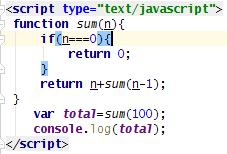 <script type="text/javascript">
function sum(n){
if(n===0){
return 0;
}
return n+sum(n-1);
}
var total=sum(100);
console.log(total);
</script>